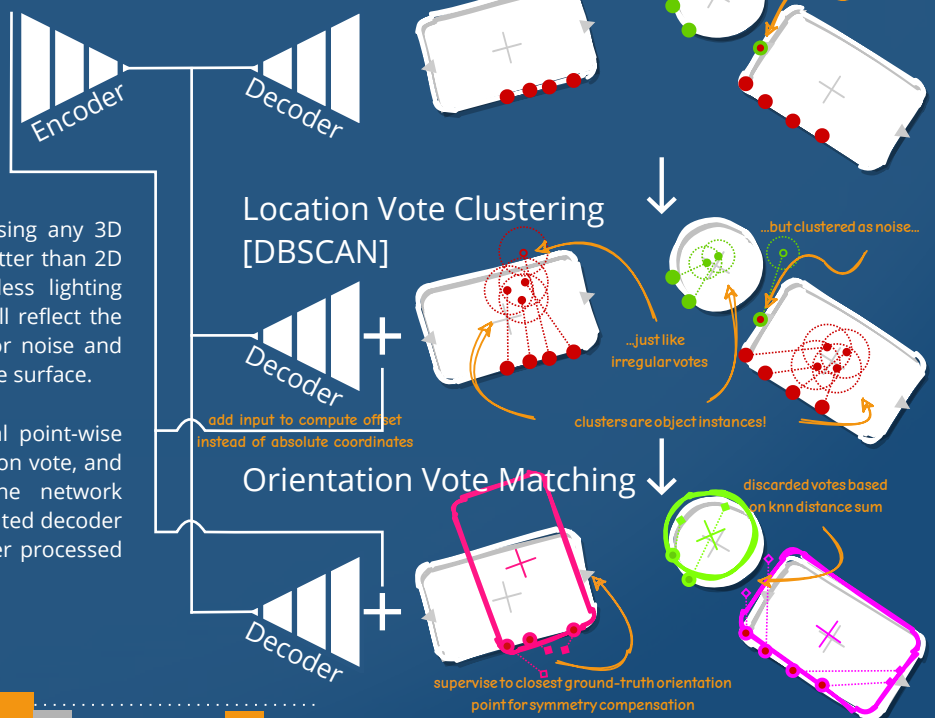 Encoder
Decoder
Location Vote Clustering
[DBSCAN]
...but clustered as noise...
sing any 3D
tter than 2D
less lighting
ll reflect the
or noise and
e surface.
...just like
irregular votes
Decoder
add input to compute offset
instead of absolute coordinates
clusters are object instances!
al point-wise
on vote, and
ne network
ted decoder
er processed
Orientation Vote Matching
discarded votes based
on knn distance sum
Decoder
supervise to closest ground-truth orientation
point for symmetry compensation